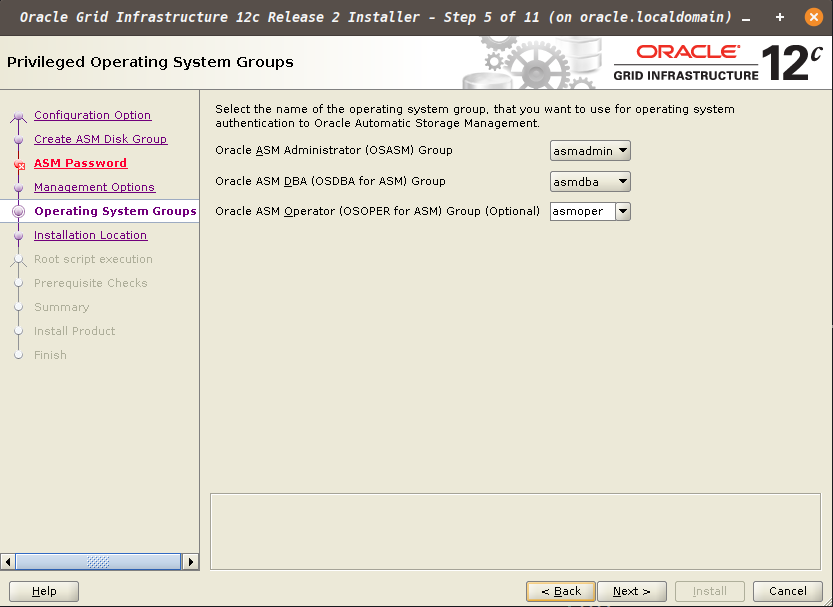 Oracle Grid Infrastructure 12c Release 2 Installer - Step 5 of 11 (on oracle.localdomain)
Privileged Operating System Groups
ORACLE
GRID INFRASTRUCTURE
12c
Configuration Option
Create ASM Disk Group
ASM Password
Management Options
Operating System Groups
Installation Location
Root script execution
Prerequisite Checks
Summary
Install Product
Finish
Select the name of the operating system group, that you want to use for operating system
authentication to Oracle Automatic Storage Management.
Oracle ASM Administrator (OSASM) Group asmadmin
Oracle ASM DBA (OSDBA for ASM) Group asmdba
Oracle ASM Operator (OSOPER for ASM) Group (Optional) asmoper
Help < Back Next > Install Cancel